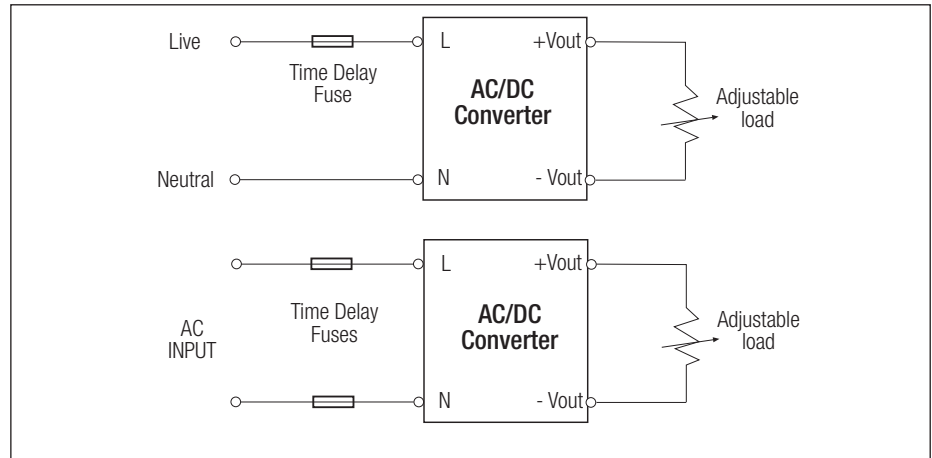 Live
L
+Vout
Time Delay
Fuse
AC/DC
Converter
Adjustable
load
Neutral
N
- Vout
L
+Vout
AC
INPUT
Time Delay
Fuses
AC/DC
Converter
Adjustable
load
N
- Vout